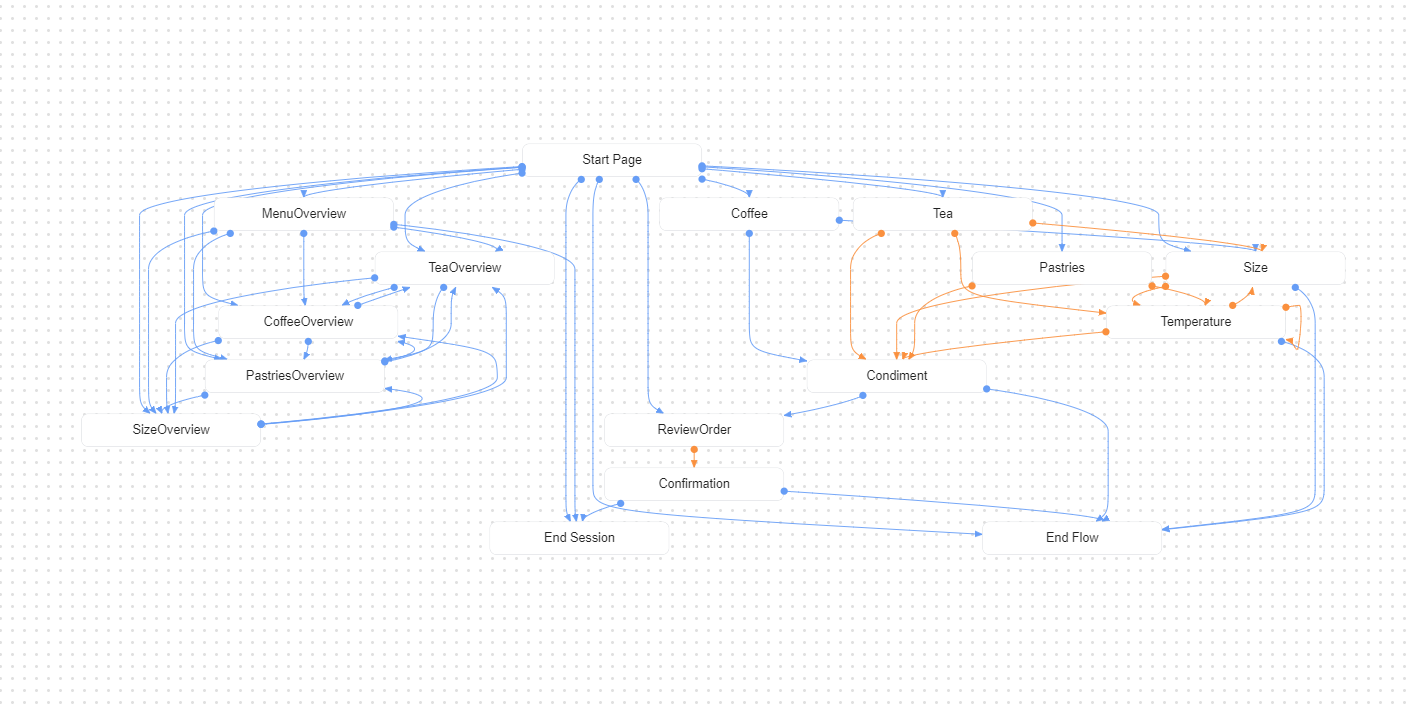 Start Page
MenuOverview
Coffee
Tea
TeaOverview
Pastries
Size
CoffeeOverview
Temperature
PastriesOverview
Condiment
SizeOverview
ReviewOrder
Confirmation
End Session
End Flow